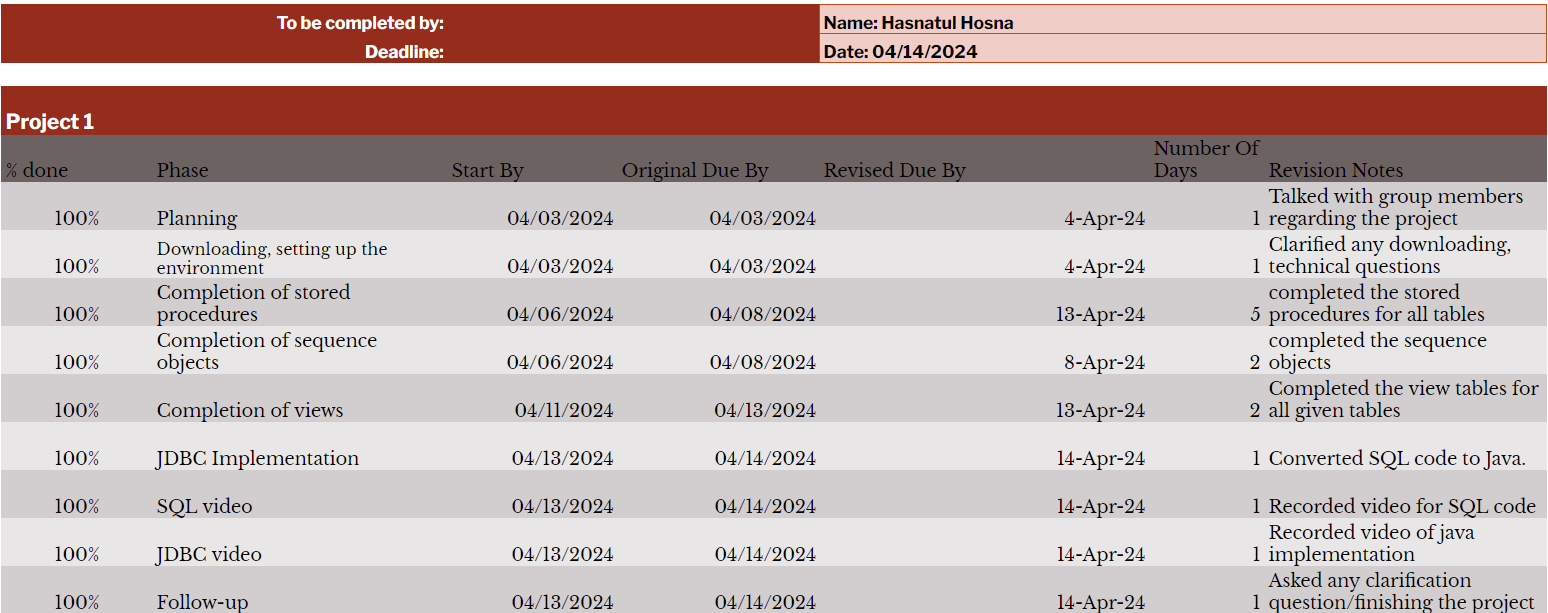 To be completed by: Name: Hasnatul Hosna
Deadline: Date: 04/14/2024
Project 1
% done Phase Start By Original Due By Revised Due By Number Of Days Revision Notes
100% Planning 04/03/2024 04/03/2024 4-Apr-24 1 Talked with group members regarding the project
100% Downloading, setting up the environment 04/03/2024 04/03/2024 4-Apr-24 1 Clarified any downloading, technical questions
100% Completion of stored procedures 04/06/2024 04/08/2024 13-Apr-24 5 completed the stored procedures for all tables
100% Completion of sequence objects 04/06/2024 04/08/2024 8-Apr-24 2 completed the sequence objects
100% Completion of views 04/11/2024 04/13/2024 13-Apr-24 2 Completed the view tables for all given tables
100% JDBC Implementation 04/13/2024 04/14/2024 14-Apr-24 1 Converted SQL code to Java.
100% SQL video 04/13/2024 04/14/2024 14-Apr-24 1 Recorded video for SQL code
100% JDBC video 04/13/2024 04/14/2024 14-Apr-24 1 Recorded video of java implementation
100% Follow-up 04/13/2024 04/14/2024 14-Apr-24 1 Asked any clarification question/finishing the project